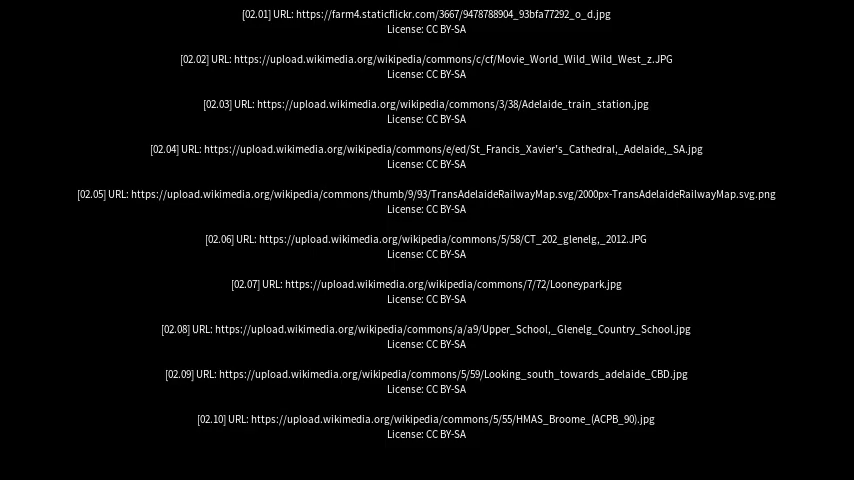 [02.01] URL: https://farm4.staticflickr.com/3667/9478788904_93bfa77292_o_d.jpg
License: CC BY-SA
[02.02] URL: https://upload.wikimedia.org/wikipedia/commons/c/cf/Movie_World_Wild_Wild_West_z.JPG
License: CC BY-SA
[02.03] URL: https://upload.wikimedia.org/wikipedia/commons/3/38/Adelaide_train_station.jpg
License: CC BY-SA
[02.04] URL: https://upload.wikimedia.org/wikipedia/commons/e/ed/St_Francis_Xavier's_Cathedral,_Adelaide,_SA.jpg
License: CC BY-SA
[02.05] URL: https://upload.wikimedia.org/wikipedia/commons/thumb/9/93/TransAdelaideRailwayMap.svg/2000px-TransAdelaideRailwayMap.svg.png
License: CC BY-SA
[02.06] URL: https://upload.wikimedia.org/wikipedia/commons/5/58/CT_202_glenelg,_2012.JPG
License: CC BY-SA
[02.07] URL: https://upload.wikimedia.org/wikipedia/commons/7/72/Looneypark.jpg
License: CC BY-SA
[02.08] URL: https://upload.wikimedia.org/wikipedia/commons/a/a9/Upper_School,_Glenelg_Country_School.jpg
License: CC BY-SA
[02.09] URL: https://upload.wikimedia.org/wikipedia/commons/5/59/Looking_south_towards_adelaide_CBD.jpg
License: CC BY-SA
[02.10] URL: https://upload.wikimedia.org/wikipedia/commons/5/55/HMAS_Broome_(ACPB_90).jpg
License: CC BY-SA